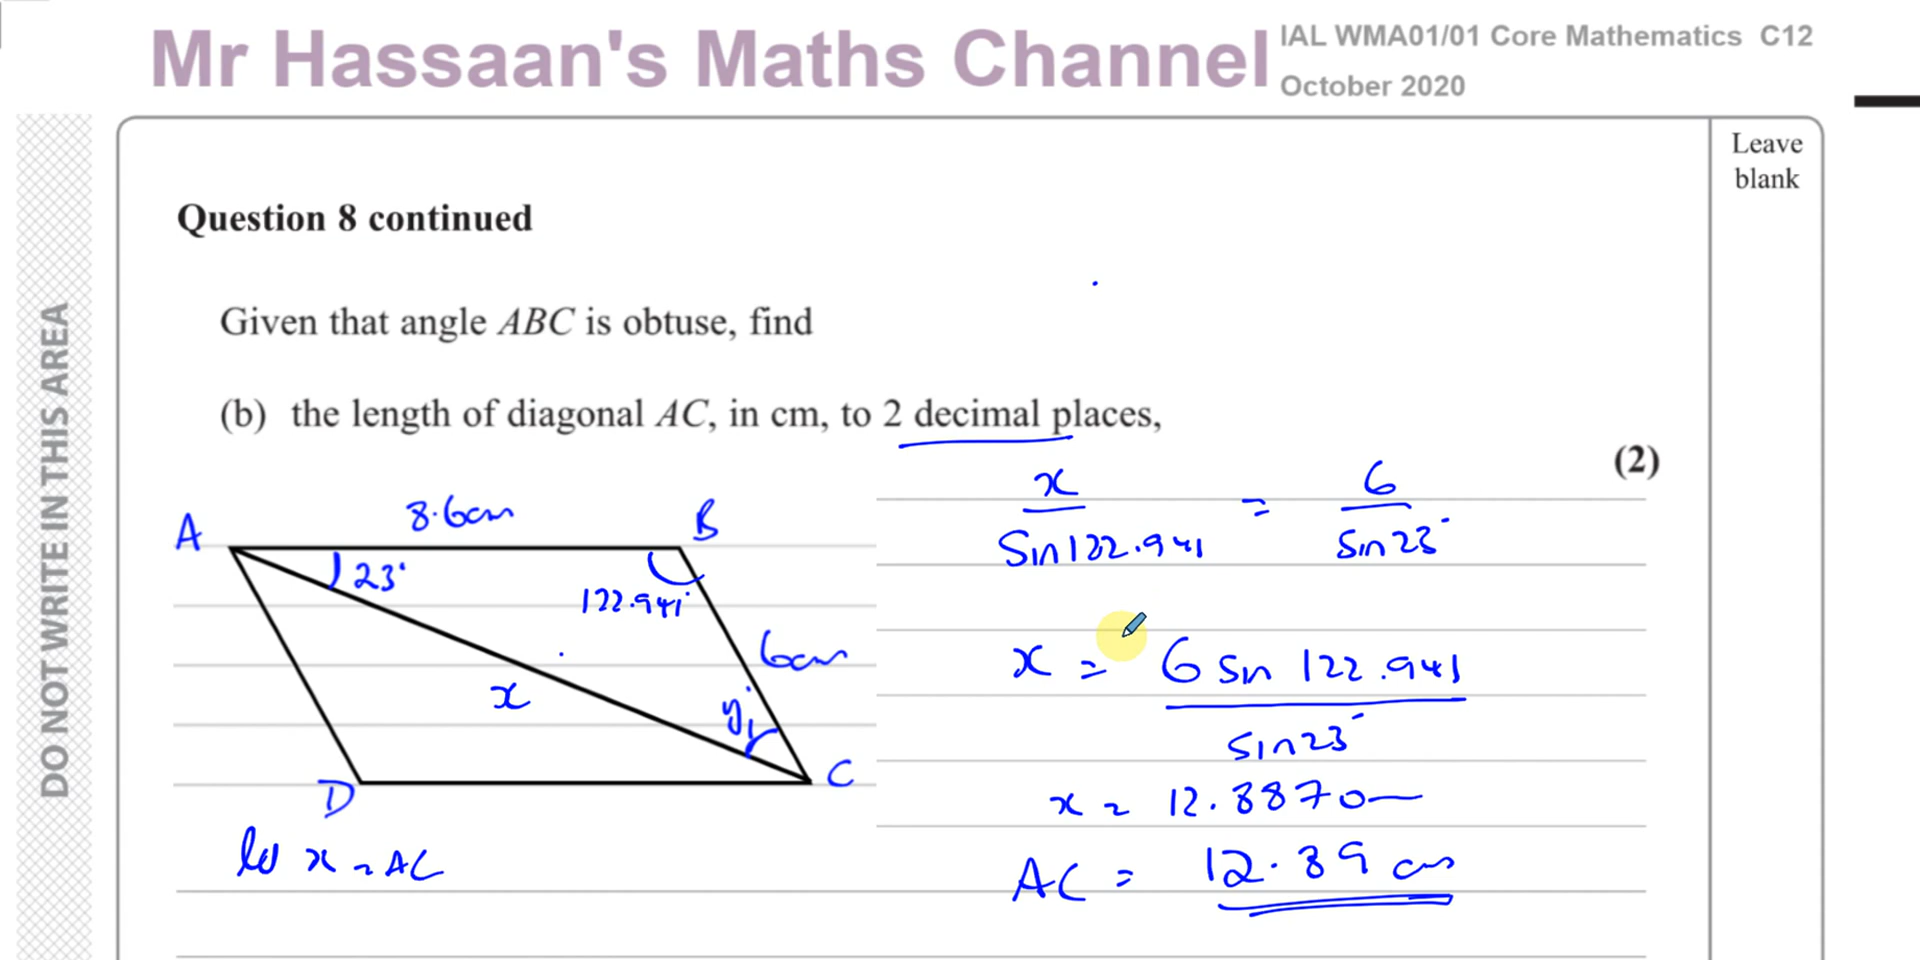 Mr Hassaan's Maths Channel
IAL WMA01/01 Core Mathematics C12
October 2020
Leave
blank
DO NOT WRITE IN THIS AREA
Question 8 continued
Given that angle ABC is obtuse, find
(b) the length of diagonal AC, in cm, to 2 decimal places,
(2)
A 8.6cm B
23°
122.941°
6cm
x
y°
D C
let x = AC
x / sin122.941 = 6 / sin23°
x = 6 sin 122.941 / sin23°
x = 12.8870—
AC = 12.89 cm